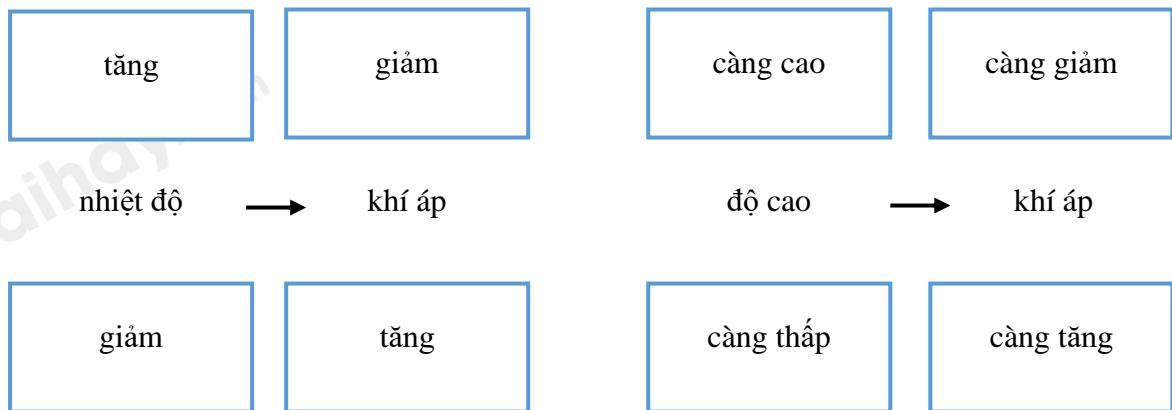 tăng giảm càng cao càng giảm
nhiệt độ khí áp độ cao khí áp
giảm tăng càng thấp càng tăng